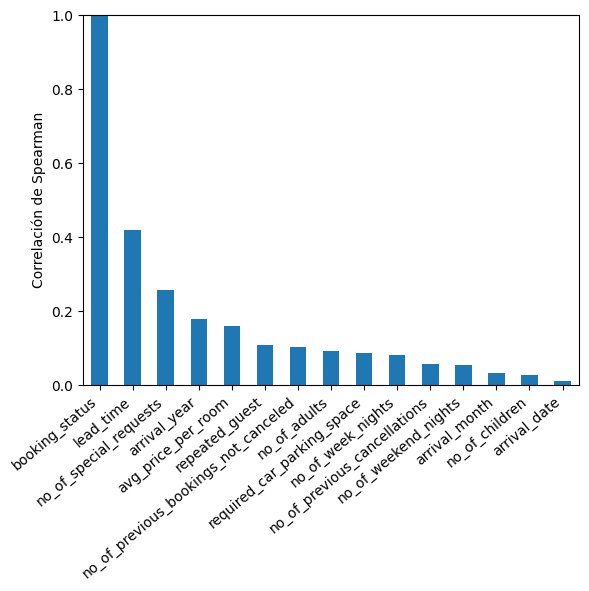 1.0
0.8
0.6
0.4
0.2
0.0
Correlación de Spearman
booking_status
lead_time
no_of_special_requests
arrival_year
avg_price_per_room
repeated_guest
no_of_previous_bookings_not_canceled
no_of_adults
required_car_parking_space
no_of_week_nights
no_of_previous_cancellations
no_of_weekend_nights
arrival_month
no_of_children
arrival_date